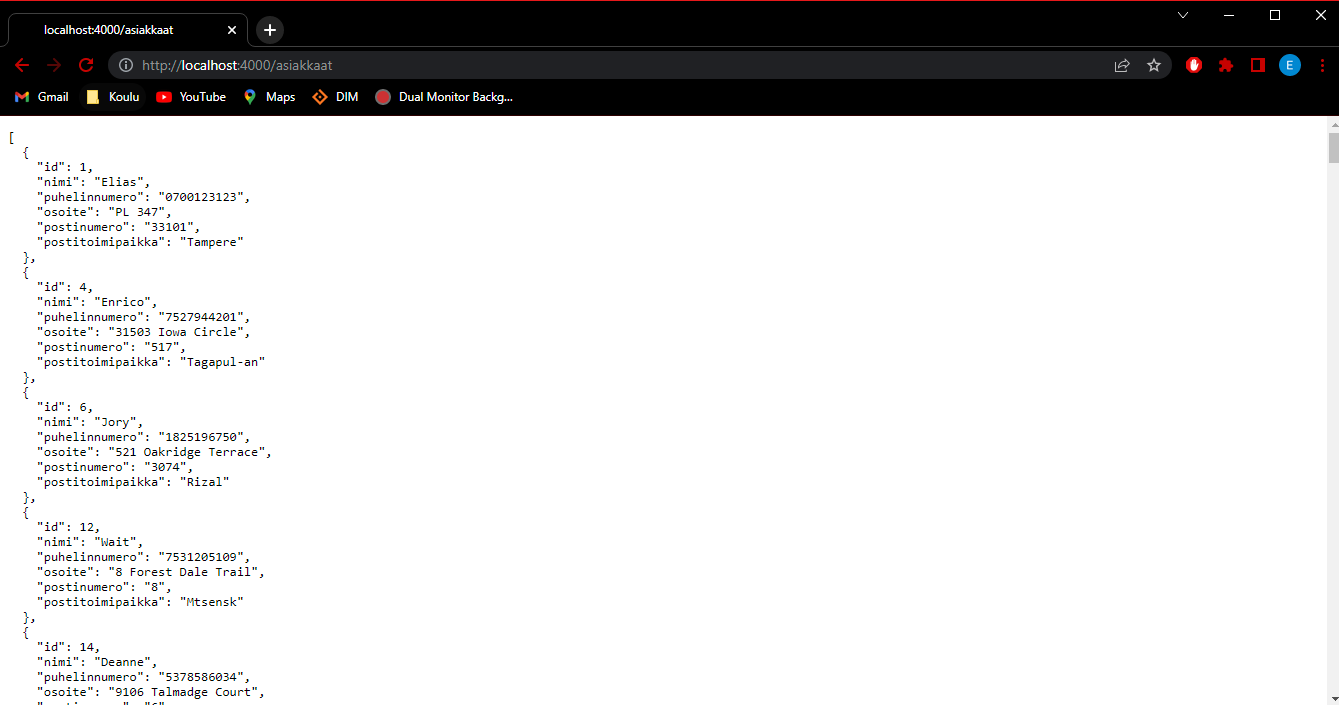 localhost:4000/asiakkaat
http://localhost:4000/asiakkaat
E
Gmail Koulu YouTube Maps DIM Dual Monitor Backg...
[
{
"id": 1,
"nimi": "Elias",
"puhelinnumero": "0700123123",
"osoite": "PL 347",
"postinumero": "33101",
"postitoimipaikka": "Tampere"
},
{
"id": 4,
"nimi": "Enrico",
"puhelinnumero": "7527944201",
"osoite": "31503 Iowa Circle",
"postinumero": "517",
"postitoimipaikka": "Tagapul-an"
},
{
"id": 6,
"nimi": "Jory",
"puhelinnumero": "1825196750",
"osoite": "521 Oakridge Terrace",
"postinumero": "3074",
"postitoimipaikka": "Rizal"
},
{
"id": 12,
"nimi": "Wait",
"puhelinnumero": "7531205109",
"osoite": "8 Forest Dale Trail",
"postinumero": "8",
"postitoimipaikka": "Mtsensk"
},
{
"id": 14,
"nimi": "Deanne",
"puhelinnumero": "5378586034",
"osoite": "9106 Talmadge Court",